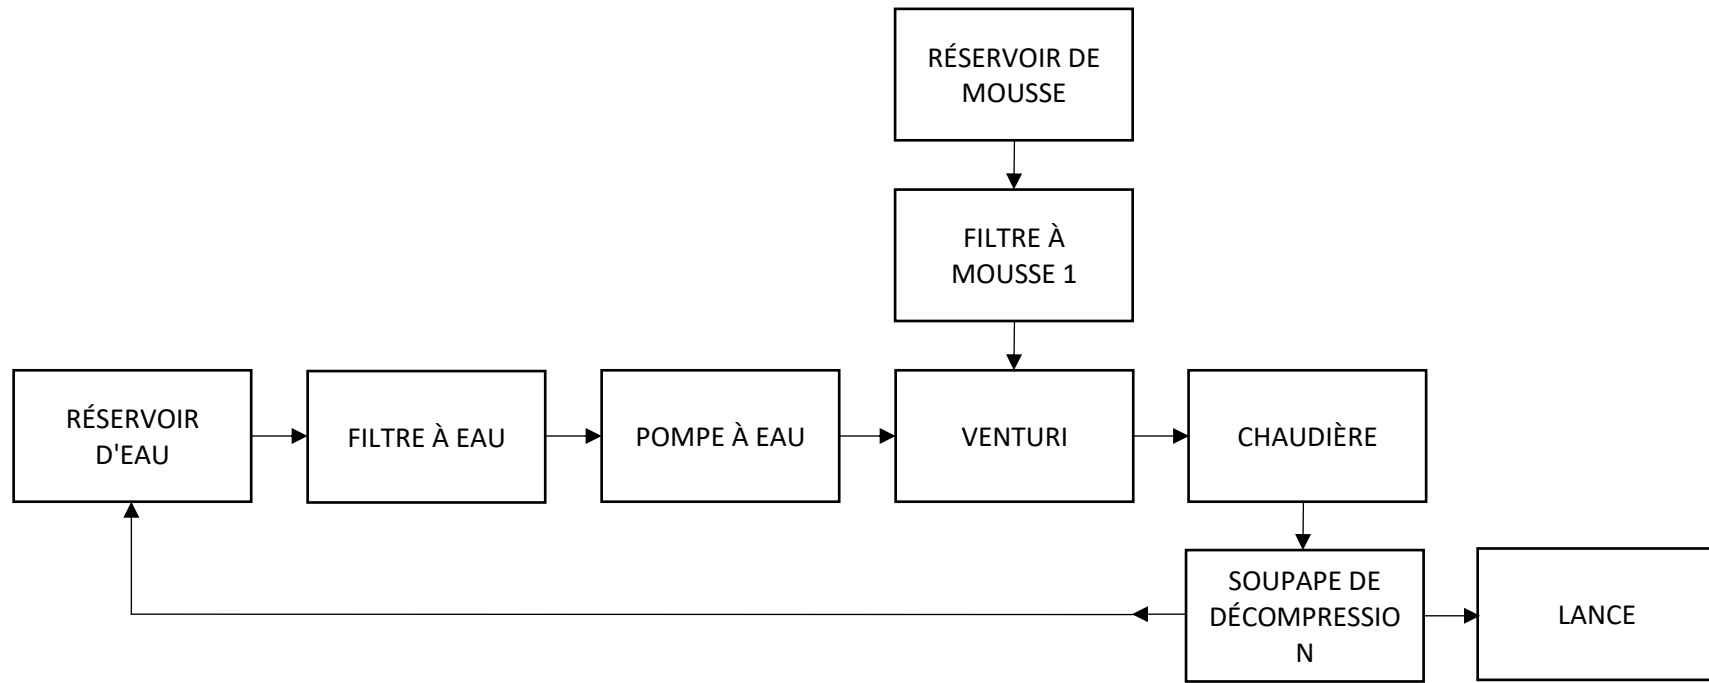 RÉSERVOIR DE
MOUSSE
FILTRE À
MOUSSE 1
RÉSERVOIR
D'EAU
FILTRE À EAU
POMPE À EAU
VENTURI
CHAUDIÈRE
SOUPAPE DE
DÉCOMPRESSIO
N
LANCE